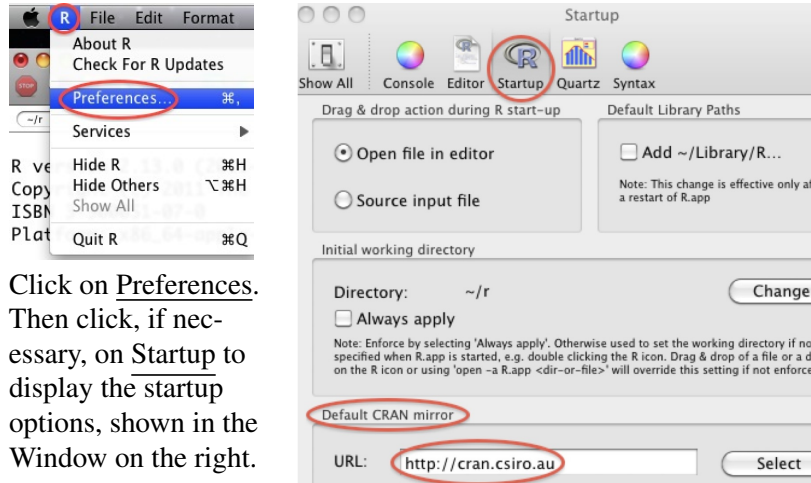 R File Edit Format
About R
Check For R Updates
STOP
Preferences... ⌘,
~/r
Services
R ve
Hide R ⌘H
Copy
Hide Others ⌥⌘H
ISBN
Show All
Plat
Quit R ⌘Q
Click on Preferences.
Then click, if nec-
essary, on Startup to
display the startup
options, shown in the
Window on the right.
Startup
Show All Console Editor Startup Quartz Syntax
Drag & drop action during R start-up
Open file in editor
Source input file
Default Library Paths
Add ~/Library/R...
Note: This change is effective only af
a restart of R.app
Initial working directory
Directory: ~/r
Change
Always apply
Note: Enforce by selecting 'Always apply'. Otherwise used to set the working directory if no
specified when R.app is started, e.g. double clicking the R icon. Drag & drop of a file or a d
on the R icon or using 'open -a R.app <dir-or-file>' will override this setting if not enforce
Default CRAN mirror
URL: http://cran.csiro.au
Select